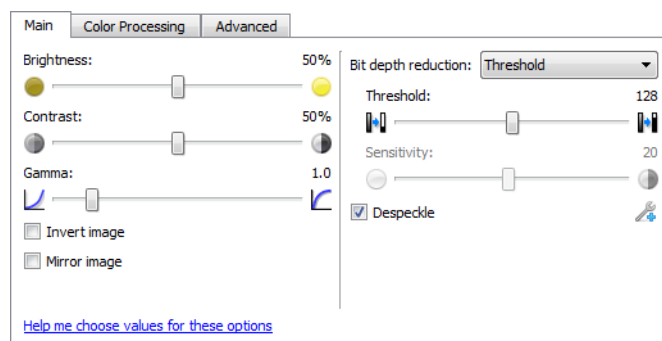 Main Color Processing Advanced
Brightness: 50%
Contrast: 50%
Gamma: 1.0
Invert image
Mirror image
Help me choose values for these options
Bit depth reduction: Threshold
Threshold: 128
Sensitivity: 20
Despeckle